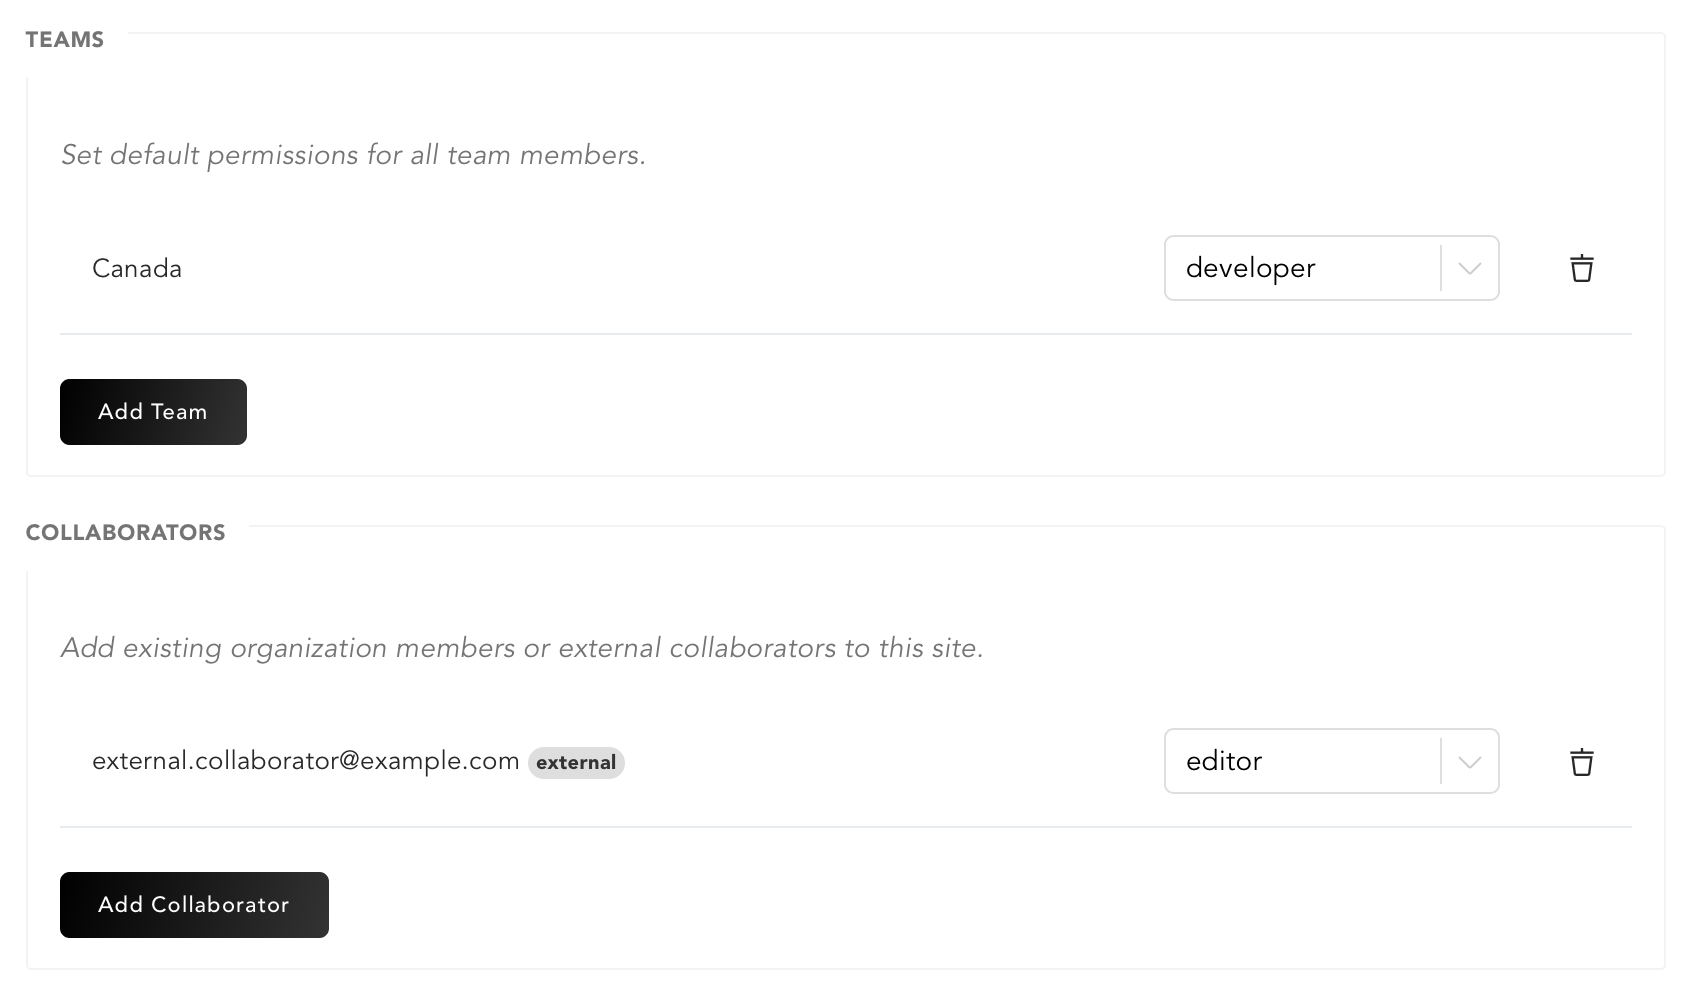 TEAMS
Set default permissions for all team members.
Canada developer
Add Team
COLLABORATORS
Add existing organization members or external collaborators to this site.
external.collaborator@example.com external editor
Add Collaborator